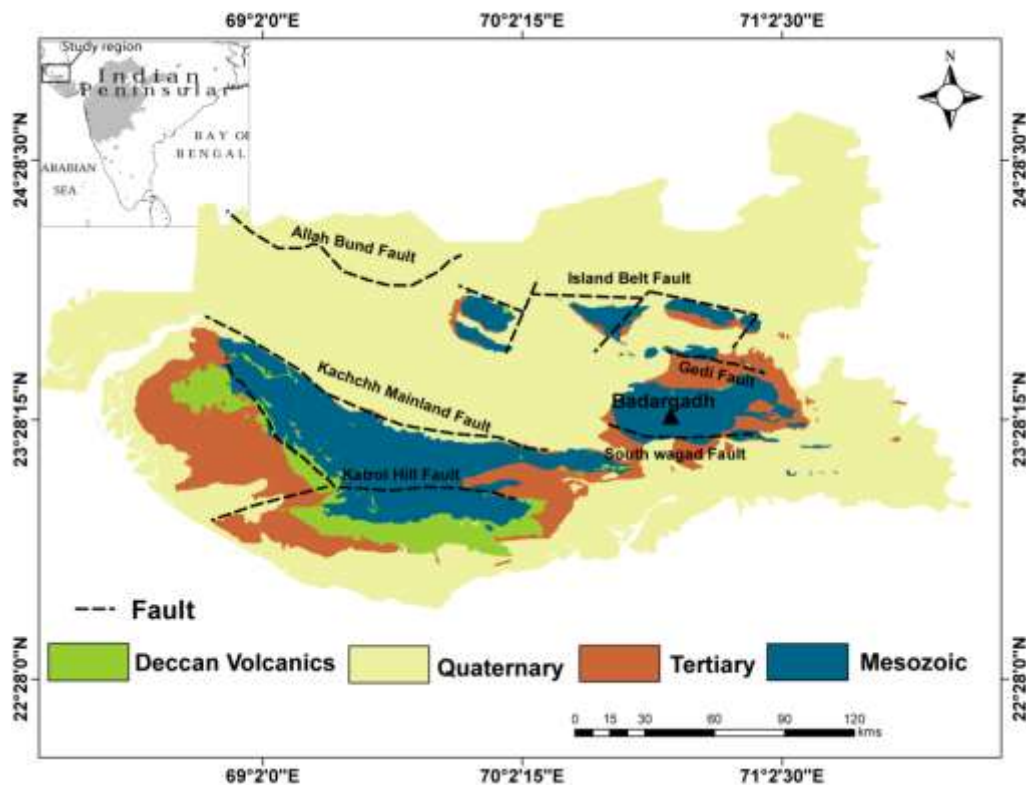 69°2'0"E 70°2'15"E 71°2'30"E
Study region
Indian
Peninsular
BAY OF
BENGAL
ARABIAN
SEA
N
24°28'30"N
24°28'30"N
Allah Bund Fault
Island Belt Fault
Kachchh Mainland Fault
Gedi Fault
Badargadh
23°28'15"N
23°28'15"N
South wagad Fault
Katrol Hill Fault
Fault
Deccan Volcanics Quaternary Tertiary Mesozoic
22°28'0"N
22°28'0"N
0 15 30 60 90 120
kms
69°2'0"E 70°2'15"E 71°2'30"E